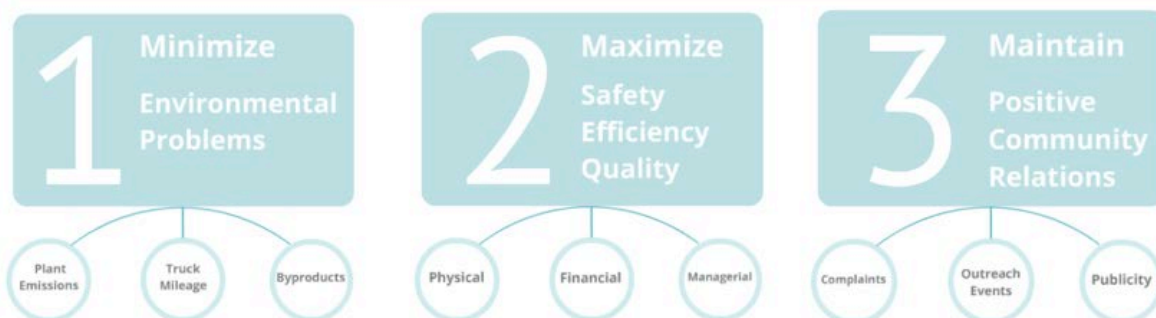 1
Minimize
Environmental
Problems
Plant
Emissions
Truck
Mileage
Byproducts
2
Maximize
Safety
Efficiency
Quality
Physical
Financial
Managerial
3
Maintain
Positive
Community
Relations
Complaints
Outreach
Events
Publicity